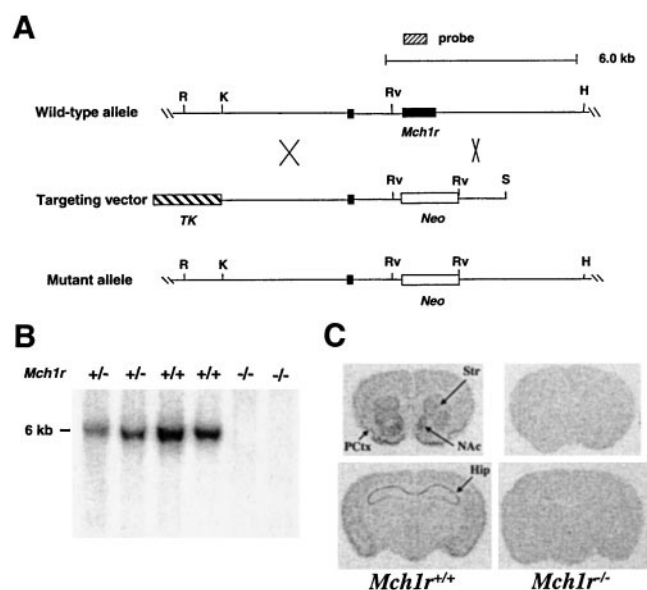 A
probe
6.0 kb
R K Rv H
Wild-type allele
Mch1r
Rv Rv S
Targeting vector
TK Neo
R K Rv Rv H
Mutant allele
Neo
B
Mch1r +/- +/- +/+ +/+ -/- -/-
6 kb
C
Str
PCtx NAc
Hip
Mch1r+/+ Mch1r-/-